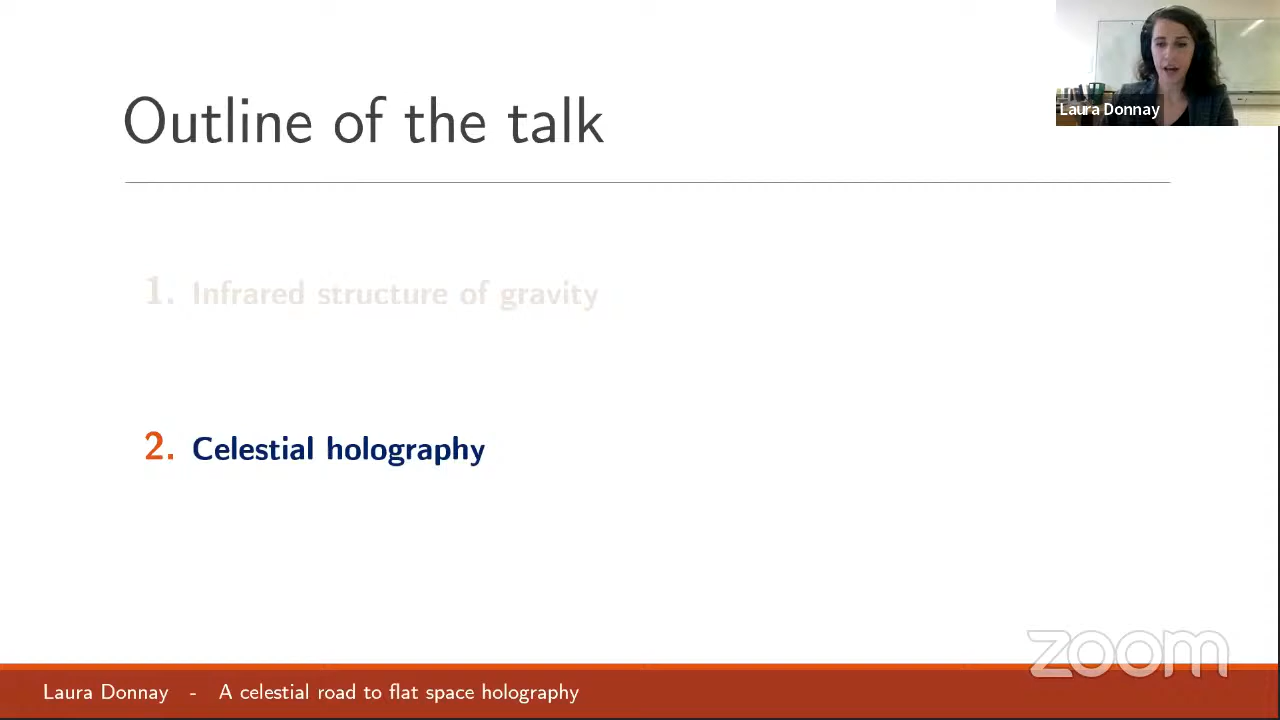 Outline of the talk
Laura Donnay
1. Infrared structure of gravity
2. Celestial holography
zoom
Laura Donnay - A celestial road to flat space holography